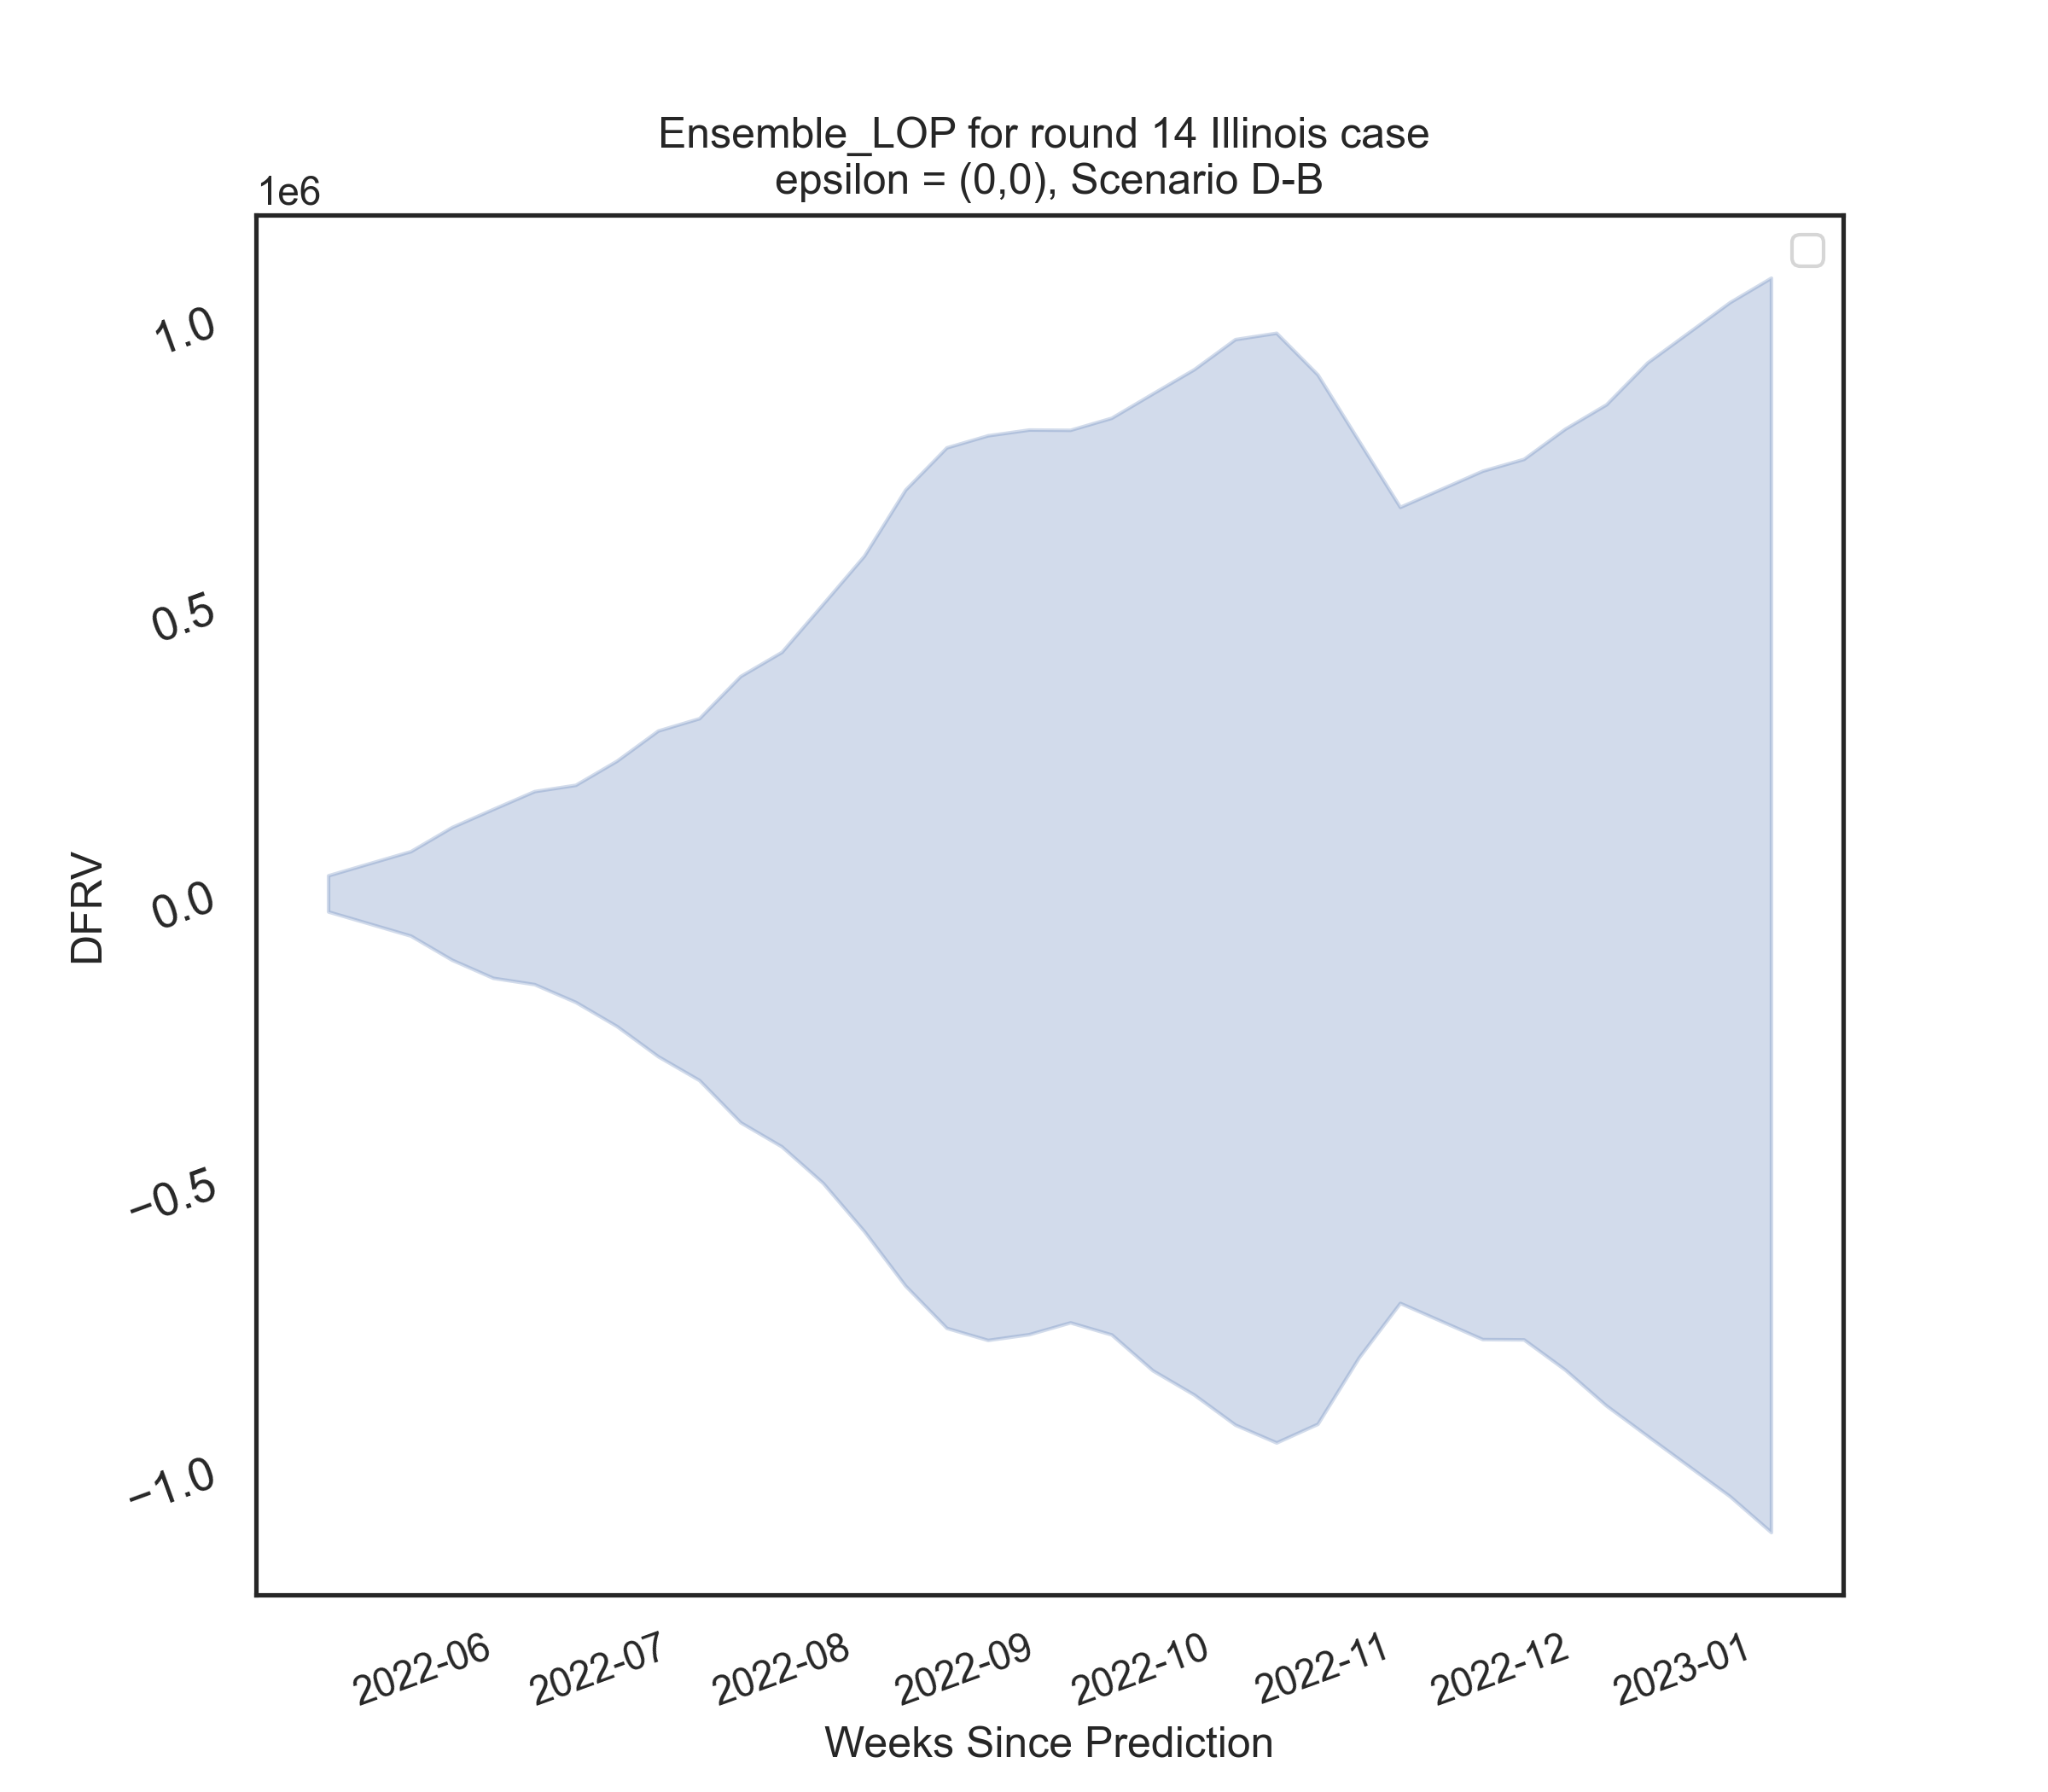 Ensemble_LOP for round 14 Illinois case
epsilon = (0,0), Scenario D-B
1e6
1.0
0.5
0.0
−0.5
−1.0
DFRV
2022-06
2022-07
2022-08
2022-09
2022-10
2022-11
2022-12
2023-01
Weeks Since Prediction